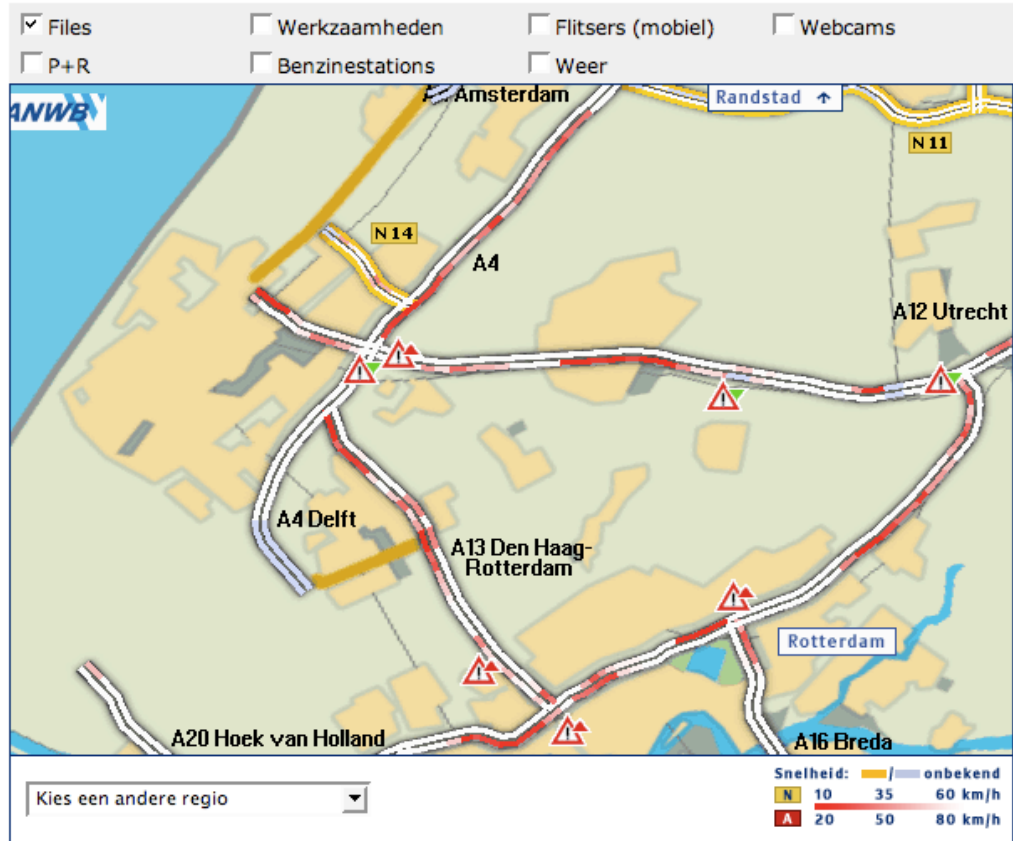 Files
Werkzaamheden
Flitsers (mobiel)
Webcams
P+R
Benzinestations
Weer
ANWB
Amsterdam
Randstad ↑
N 11
N 14
A4
A12 Utrecht
A4 Delft
A13 Den Haag-
Rotterdam
Rotterdam
A20 Hoek van Holland
A16 Breda
Kies een andere regio
Snelheid: / onbekend
N 10 35 60 km/h
A 20 50 80 km/h